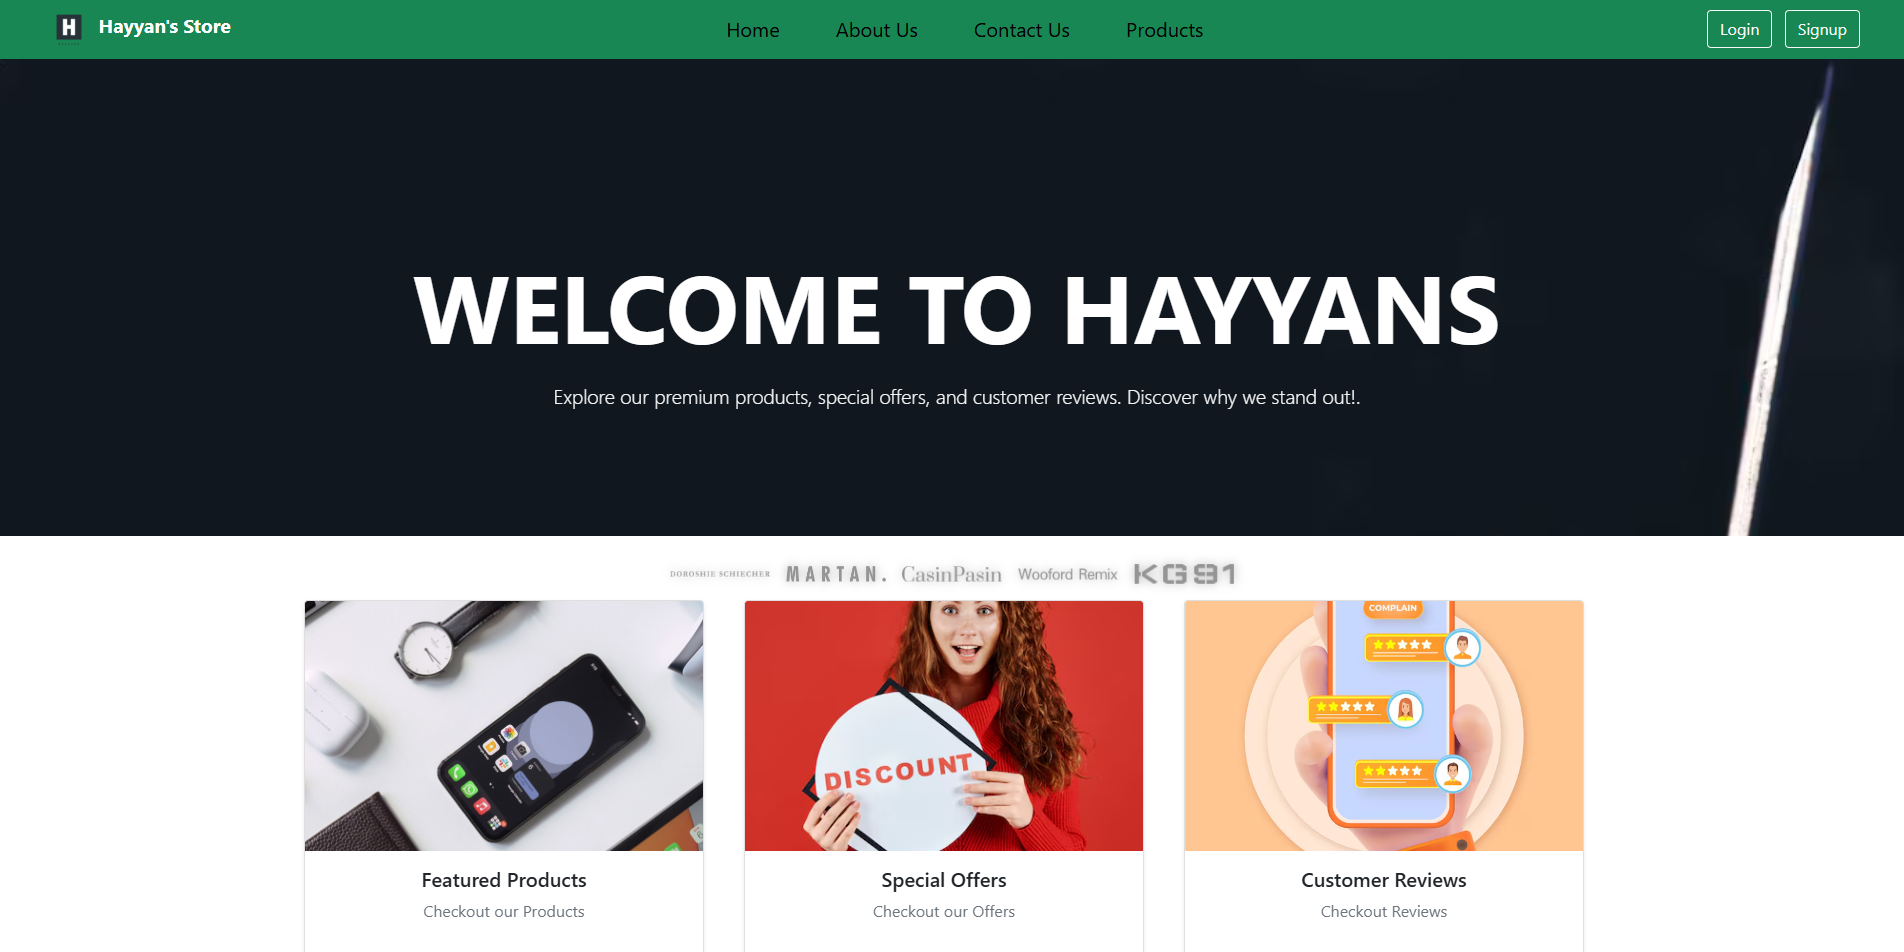 H Hayyan's Store
Home About Us Contact Us Products
Login Signup
WELCOME TO HAYYANS
Explore our premium products, special offers, and customer reviews. Discover why we stand out!.
DOROSHIE SCHIECHER MARTAN. CasinPasin Wooford Remix KG91
DISCOUNT
COMPLAIN
Featured Products
Checkout our Products
Special Offers
Checkout our Offers
Customer Reviews
Checkout Reviews